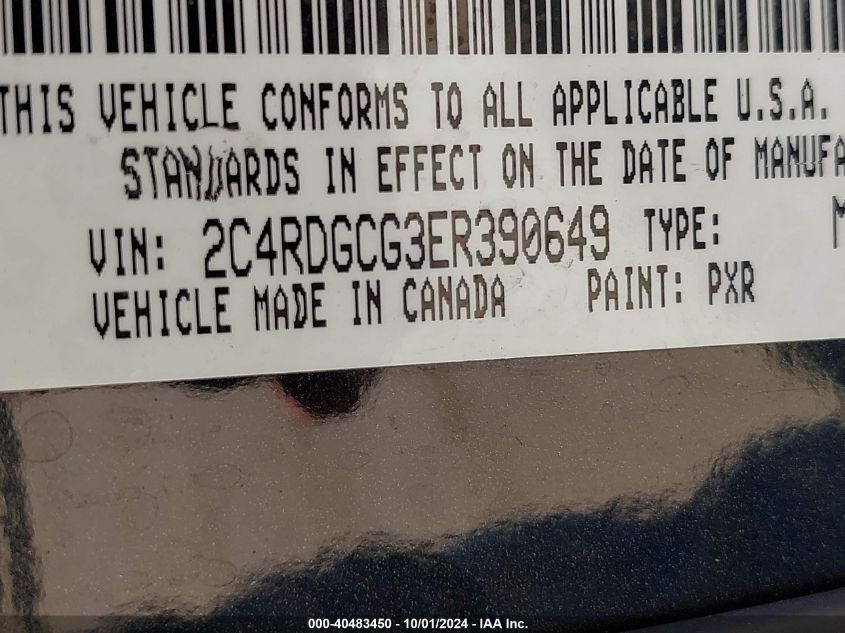 THIS VEHICLE CONFORMS TO ALL APPLICABLE U.S.A.
STANDARDS IN EFFECT ON THE DATE OF MANUFA
VIN: 2C4RDGCG3ER390649 TYPE: M
VEHICLE MADE IN CANADA PAINT: PXR
000-40483450 - 10/01/2024 - IAA Inc.